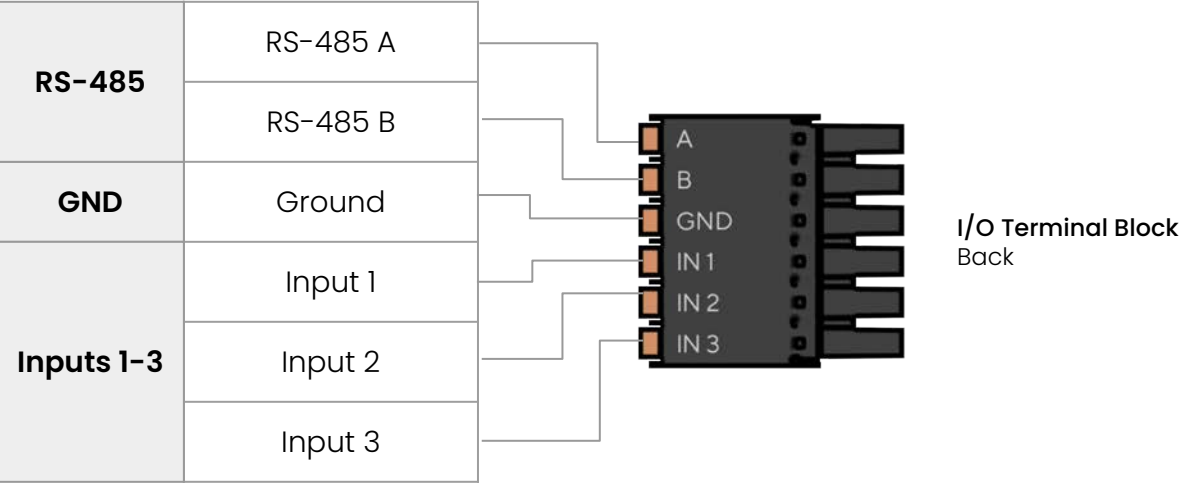 RS-485
RS-485 A
RS-485 B
GND
Ground
Inputs 1-3
Input 1
Input 2
Input 3
A
B
GND
IN 1
IN 2
IN 3
I/O Terminal Block
Back